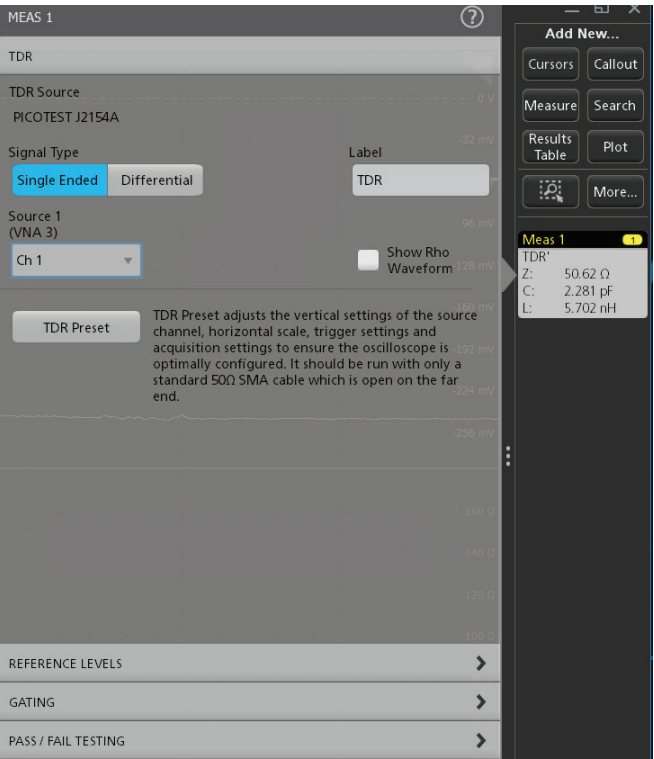 MEAS 1
?
Add New...
TDR
Cursors
Callout
TDR Source
0 V
PICOTEST J2154A
Measure
Search
-32 mV
Signal Type
Label
Results
Table
Plot
Single Ended
Differential
TDR
More...
Source 1
(VNA 3)
-96 mV
Ch 1
Show Rho
Waveform
-128 mV
Meas 1
1
TDR'
Z: 50.62 Ω
C: 2.281 pF
L: 5.702 nH
-160 mV
TDR Preset
TDR Preset adjusts the vertical settings of the source
channel, horizontal scale, trigger settings and
acquisition settings to ensure the oscilloscope is
optimally configured. It should be run with only a
standard 50Ω SMA cable which is open on the far
end.
-192 mV
-224 mV
-256 mV
160 Ω
140 Ω
120 Ω
100 Ω
REFERENCE LEVELS
GATING
PASS / FAIL TESTING